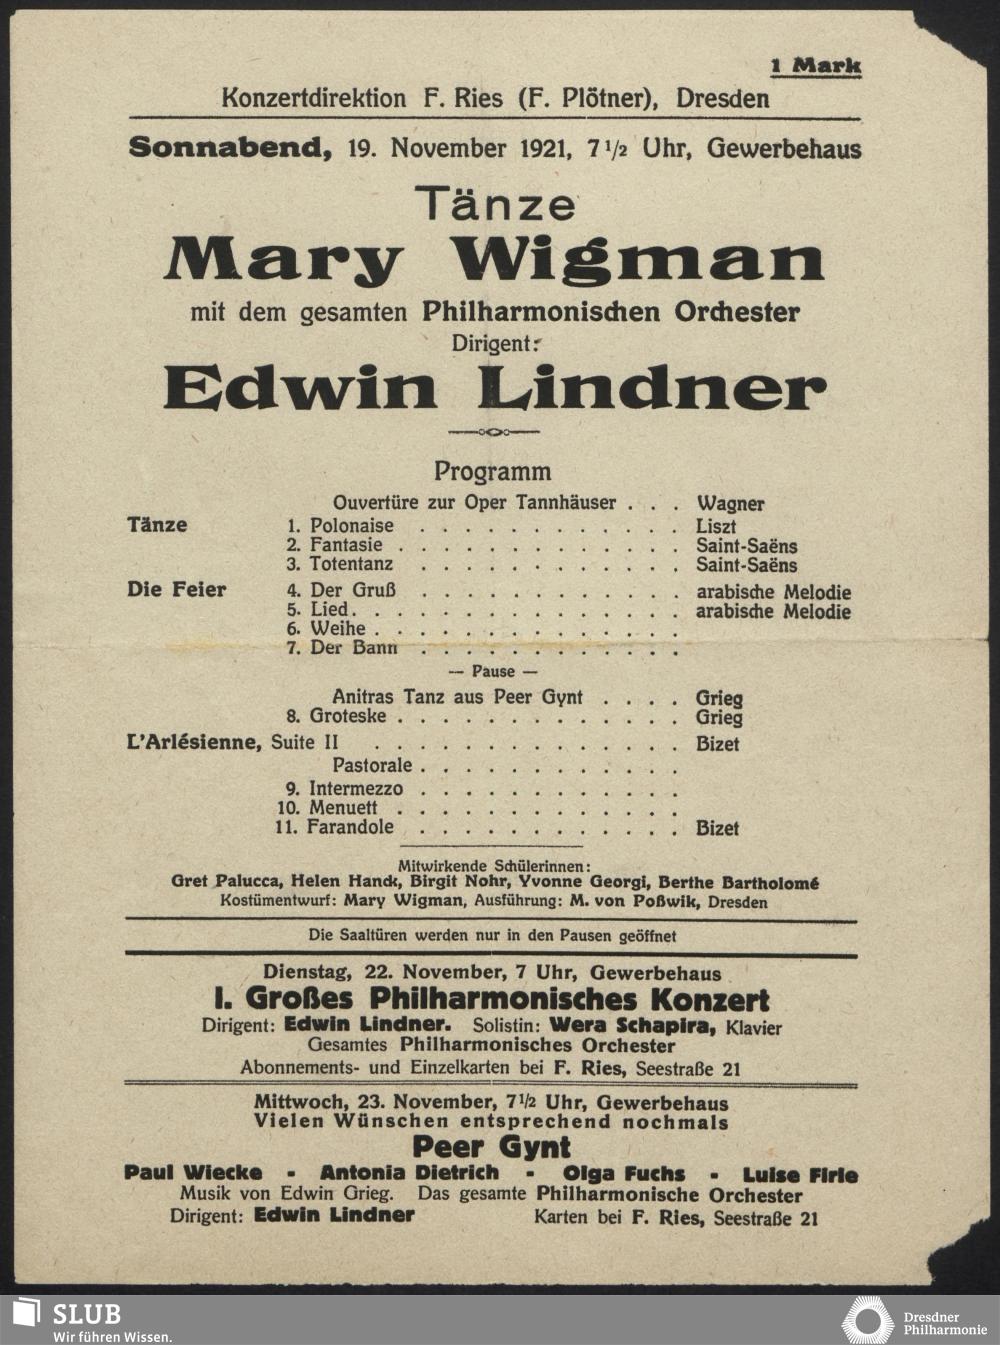 1 Mark
Konzertdirektion F. Ries (F. Plötner), Dresden
Sonnabend, 19. November 1921, 7 1/2 Uhr, Gewerbehaus
Tänze
Mary Wigman
mit dem gesamten Philharmonischen Orchester
Dirigent:
Edwin Lindner
Programm
Ouvertüre zur Oper Tannhäuser . . . Wagner
Tänze 1. Polonaise . . . . . . . . . . . . Liszt
2. Fantasie . . . . . . . . . . . . . Saint-Saëns
3. Totentanz . . . . . . . . . . . . Saint-Saëns
Die Feier 4. Der Gruß . . . . . . . . . . . . arabische Melodie
5. Lied. . . . . . . . . . . . . . . arabische Melodie
6. Weihe . . . . . . . . . . . . . .
7. Der Bann . . . . . . . . . . . .
— Pause —
Anitras Tanz aus Peer Gynt . . . . Grieg
8. Groteske . . . . . . . . . . . . . Grieg
L'Arlésienne, Suite II . . . . . . . . . . . . . . Bizet
Pastorale . . . . . . . . . . . .
9. Intermezzo . . . . . . . . . . . .
10. Menuett . . . . . . . . . . . . .
11. Farandole . . . . . . . . . . . . Bizet
Mitwirkende Schülerinnen:
Gret Palucca, Helen Hanck, Birgit Nohr, Yvonne Georgi, Berthe Bartholomé
Kostümentwurf: Mary Wigman, Ausführung: M. von Poßwik, Dresden
Die Saaltüren werden nur in den Pausen geöffnet
Dienstag, 22. November, 7 Uhr, Gewerbehaus
I. Großes Philharmonisches Konzert
Dirigent: Edwin Lindner. Solistin: Wera Schapira, Klavier
Gesamtes Philharmonisches Orchester
Abonnements- und Einzelkarten bei F. Ries, Seestraße 21
Mittwoch, 23. November, 7 1/2 Uhr, Gewerbehaus
Vielen Wünschen entsprechend nochmals
Peer Gynt
Paul Wiecke - Antonia Dietrich - Olga Fuchs - Luise Firle
Musik von Edwin Grieg. Das gesamte Philharmonische Orchester
Dirigent: Edwin Lindner Karten bei F. Ries, Seestraße 21
SLUB
Wir führen Wissen.
Dresdner
Philharmonie